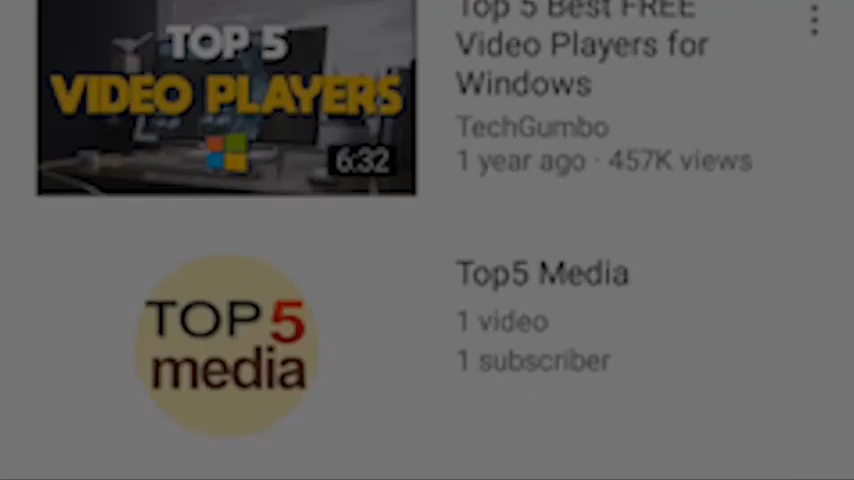 TOP 5
VIDEO PLAYERS
6:32
Top 5 Best FREE
Video Players for
Windows
TechGumbo
1 year ago · 457K views
TOP 5
media
Top5 Media
1 video
1 subscriber